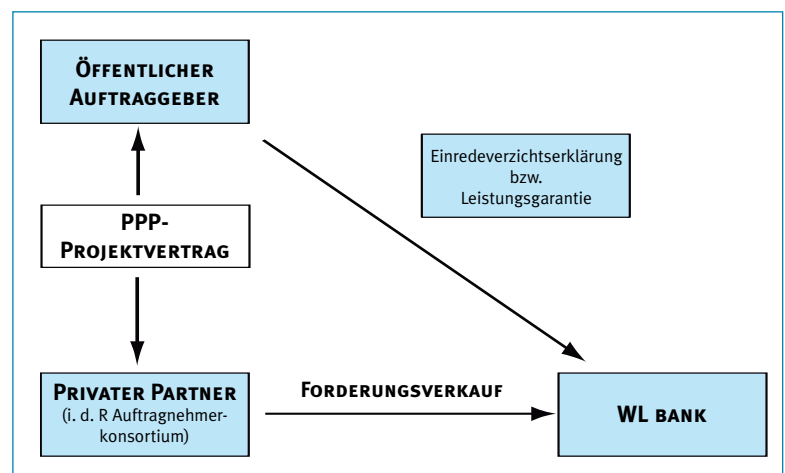 ÖFFENTLICHER
AUFTRAGGEBER
Einredeverzichtserklärung
bzw.
Leistungsgarantie
PPP-
PROJEKTVERTRAG
PRIVATER PARTNER
(i. d. R Auftragnehmer-
konsortium)
FORDERUNGSVERKAUF
WL BANK